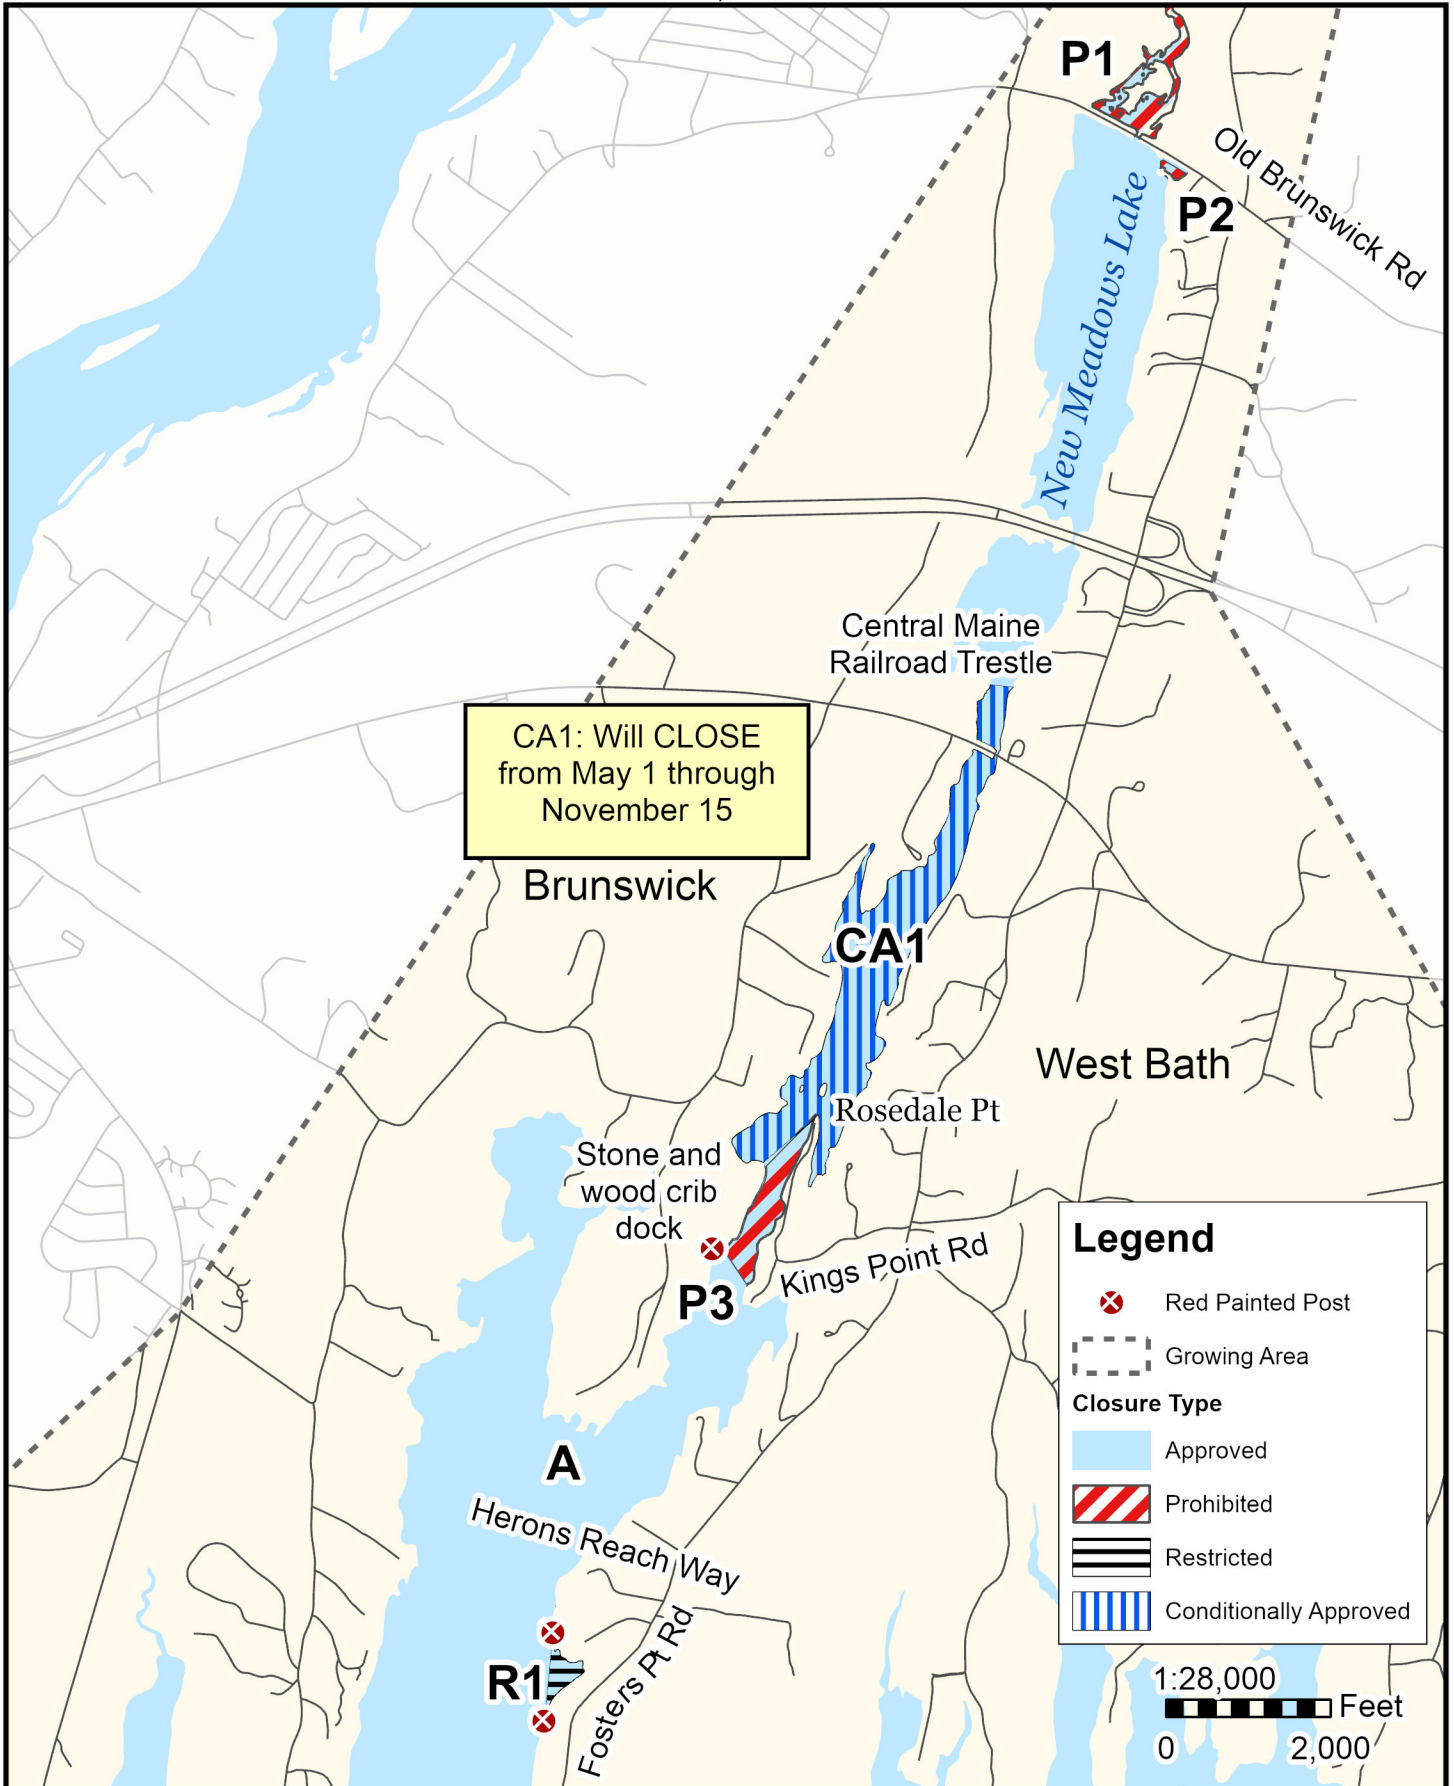 P1
Old Brunswick Rd
P2
New Meadows Lake
Central Maine
Railroad Trestle
CA1: Will CLOSE
from May 1 through
November 15
Brunswick
CA1
West Bath
Rosedale Pt
Stone and
wood crib
dock
Kings Point Rd
P3
A
Herons Reach Way
R1
Fosters Pt Rd
Legend
Red Painted Post
Growing Area
Closure Type
Approved
Prohibited
Restricted
Conditionally Approved
1:28,000
Feet
0 2,000